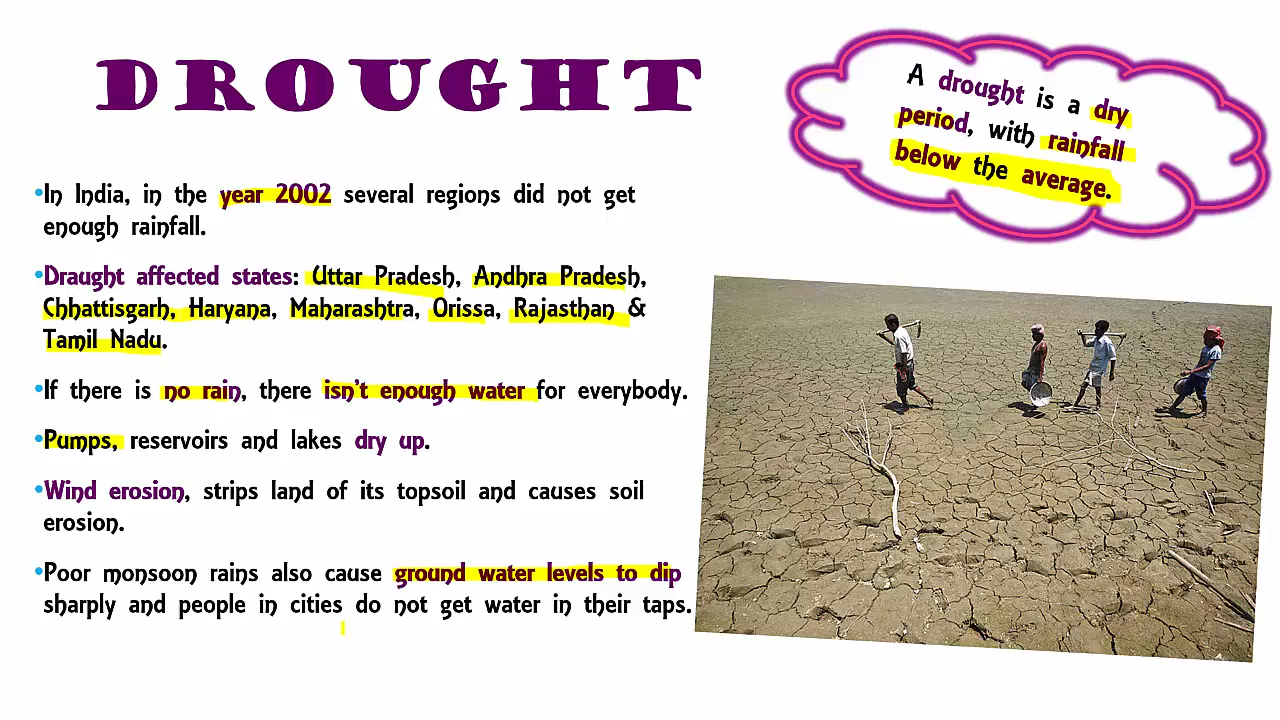 DROUGHT
A drought is a dry
period, with rainfall
below the average.
•In India, in the year 2002 several regions did not get
enough rainfall.
•Draught affected states: Uttar Pradesh, Andhra Pradesh,
Chhattisgarh, Haryana, Maharashtra, Orissa, Rajasthan &
Tamil Nadu.
•If there is no rain, there isn't enough water for everybody.
•Pumps, reservoirs and lakes dry up.
•Wind erosion, strips land of its topsoil and causes soil
erosion.
•Poor monsoon rains also cause ground water levels to dip
sharply and people in cities do not get water in their taps.